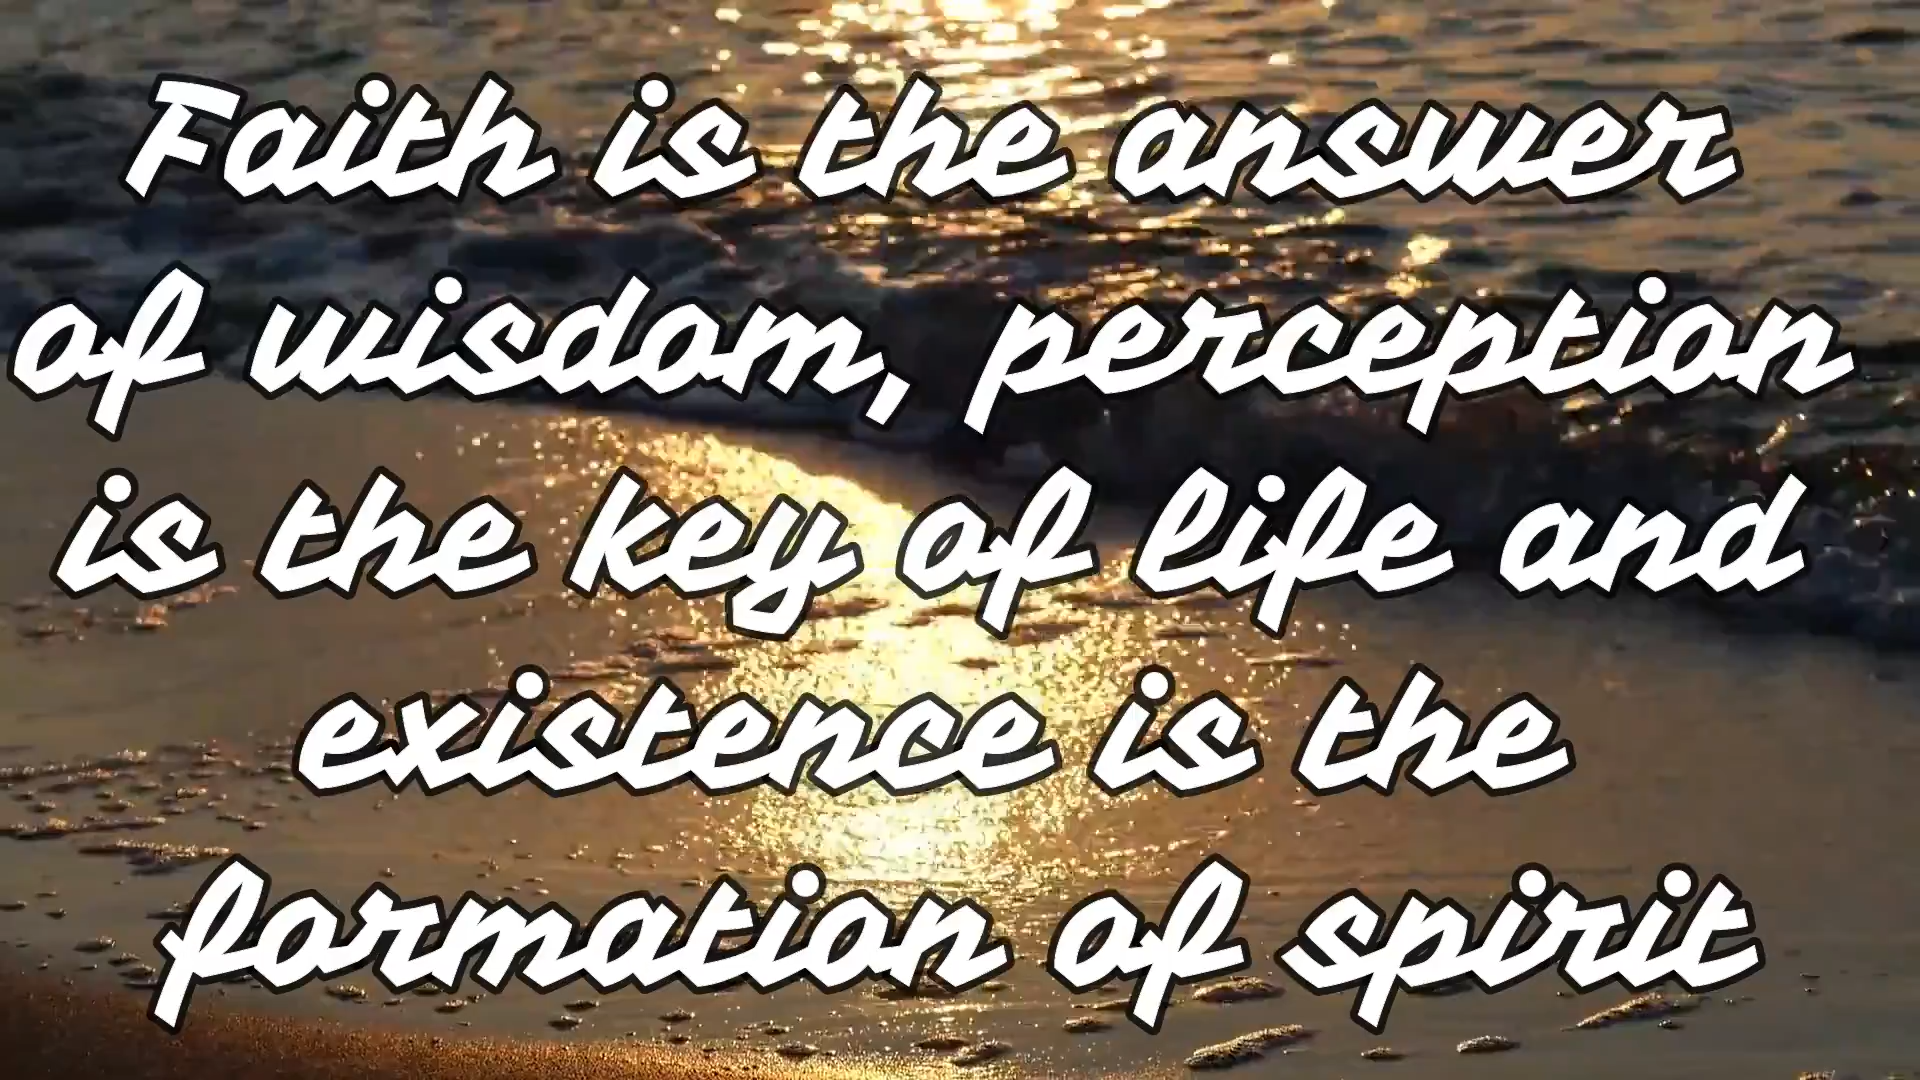 Faith is the answer
of wisdom, perception
is the key of life and
existence is the
formation of spirit